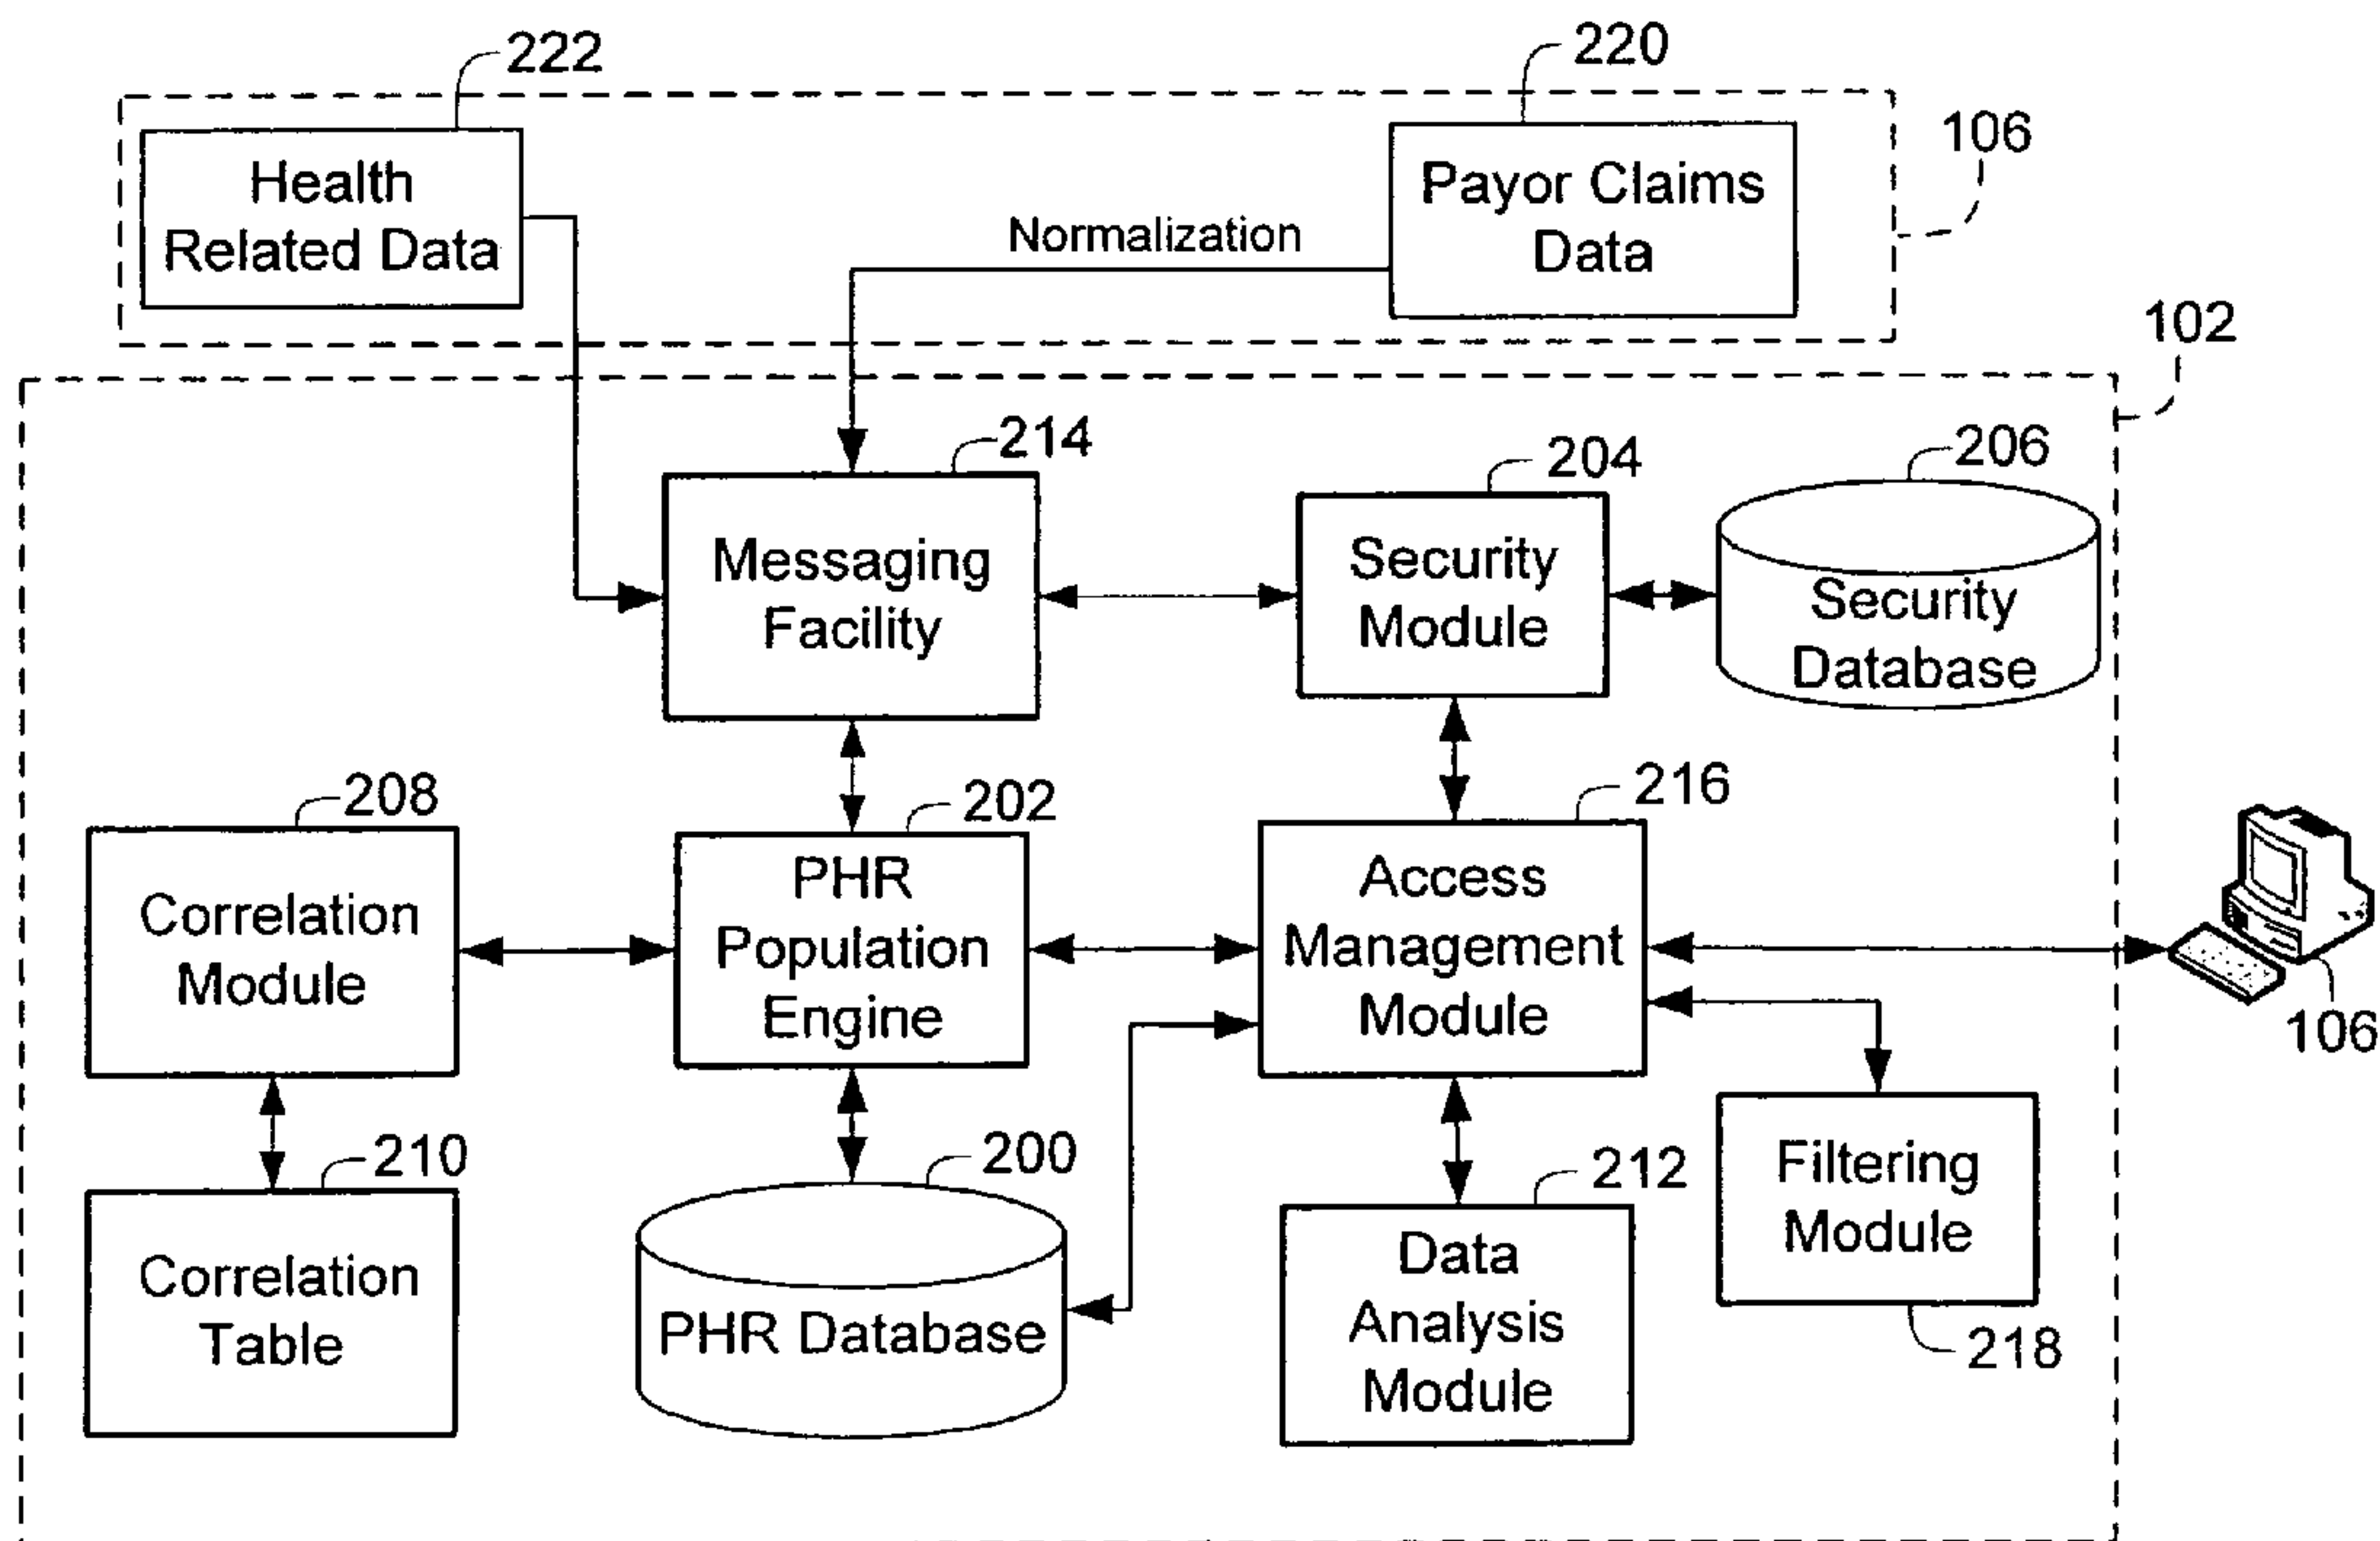 222
220
106
Health
Related Data
Normalization
Payor Claims
Data
102
214
204
206
Messaging
Facility
Security
Module
Security
Database
208
202
216
Correlation
Module
PHR
Population
Engine
Access
Management
Module
106
210
200
212
Correlation
Table
PHR Database
Data
Analysis
Module
Filtering
Module
218